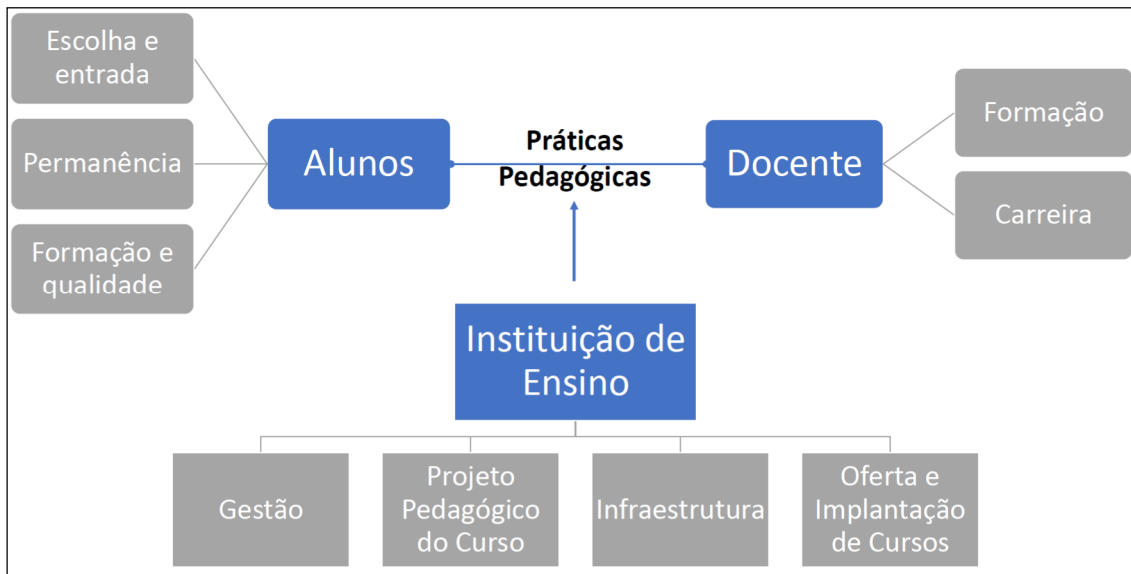 Escolha e
entrada
Permanência
Formação e
qualidade
Alunos
Práticas
Pedagógicas
Docente
Formação
Carreira
Instituição de
Ensino
Gestão
Projeto
Pedagógico
do Curso
Infraestrutura
Oferta e
Implantação
de Cursos